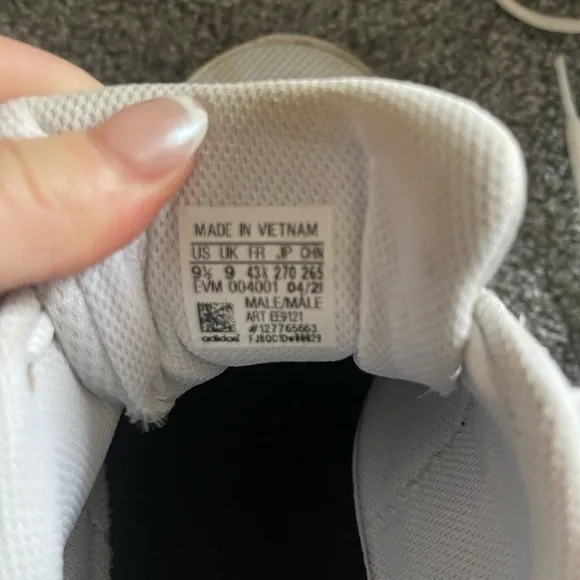 MADE IN VIETNAM
US UK FR JP CHN
9½ 9 43⅓ 270 265
EVM 004001 04/21
MALE/MALE
ART EE9121
#127765663
adidas